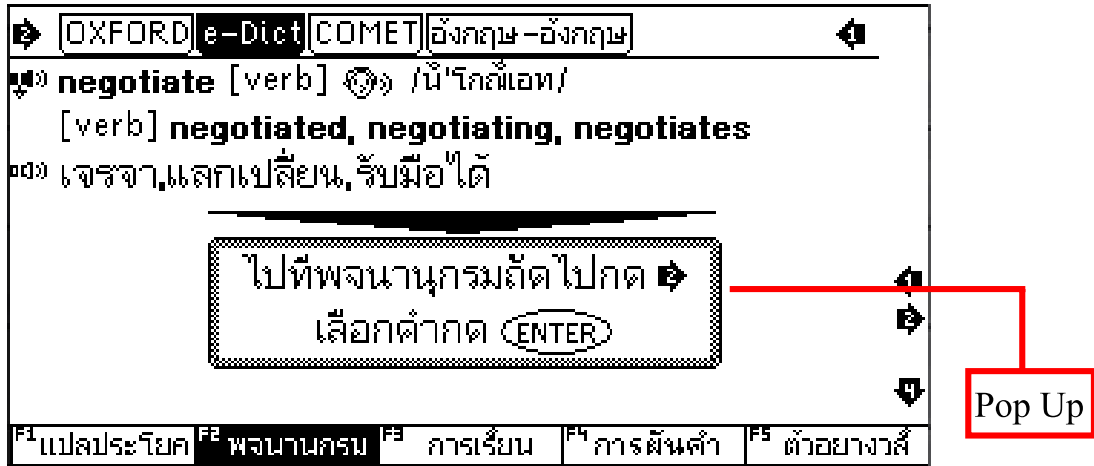 OXFORD e-Dict COMET อังกฤษ-อังกฤษ
negotiate [verb] /นิ'โกณิเอท/
[verb] negotiated, negotiating, negotiates
เจรจา,แลกเปลี่ยน,รับมือได้
ไปที่พจนานุกรมถัดไปกด 2
เลือกคำกด ENTER
Pop Up
F1 แปลประโยค F2 พจนานุกรม F3 การเรียน F4 การผันคำ F5 ตัวอย่างวลี